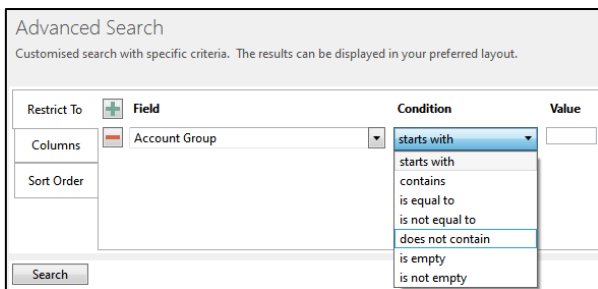 Advanced Search
Customised search with specific criteria. The results can be displayed in your preferred layout.
Restrict To
Field Condition Value
Account Group starts with
Columns
Sort Order
starts with
contains
is equal to
is not equal to
does not contain
is empty
is not empty
Search